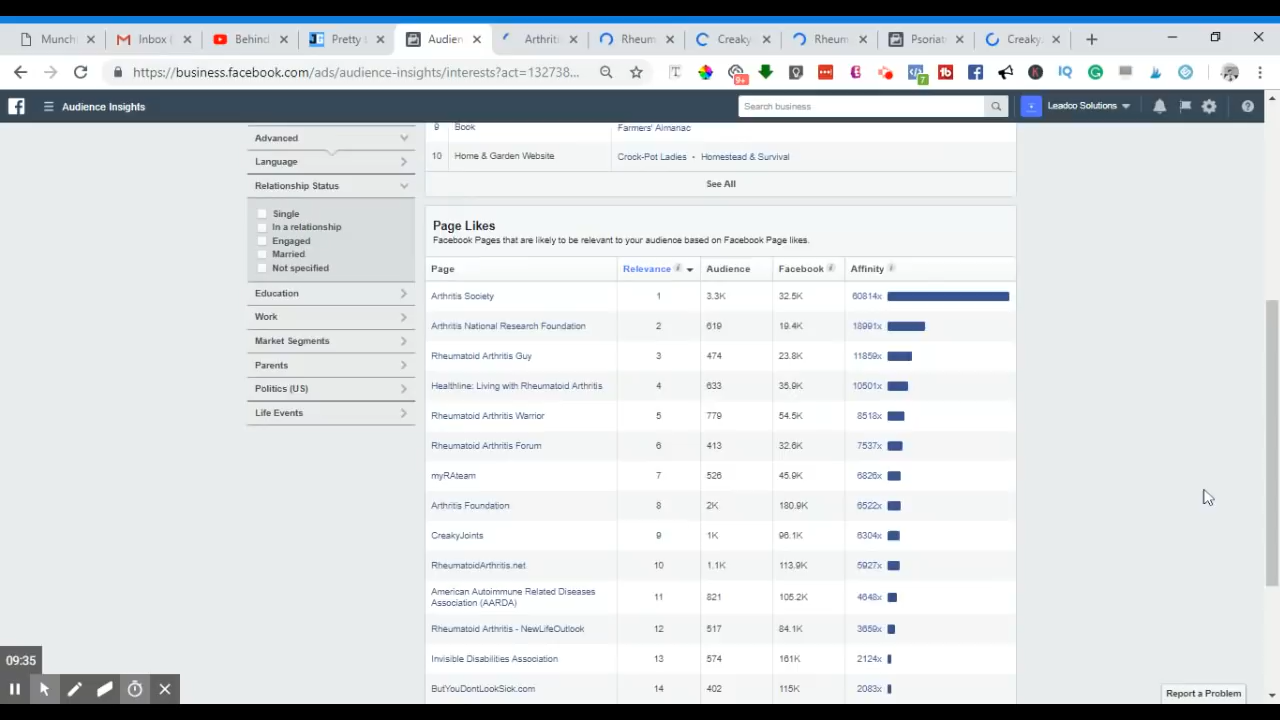 Munch
Inbox (
Behind
Pretty L
Audien
Arthriti
Rheum
Creaky
Rheum
Psoriat
Creaky.
https://business.facebook.com/ads/audience-insights/interests?act=132738...
Audience Insights
Search business
Leadoo Solutions
Advanced
Language
Relationship Status
Single
In a relationship
Engaged
Married
Not specified
Education
Work
Market Segments
Parents
Politics (US)
Life Events
9 Book Farmers' Almanac
10 Home & Garden Website Crock-Pot Ladies • Homestead & Survival
See All
Page Likes
Facebook Pages that are likely to be relevant to your audience based on Facebook Page likes.
Page Relevance Audience Facebook Affinity
Arthritis Society 1 3.3K 32.5K 60814x
Arthritis National Research Foundation 2 619 19.4K 18991x
Rheumatoid Arthritis Guy 3 474 23.8K 11859x
Healthline: Living with Rheumatoid Arthritis 4 633 35.9K 10501x
Rheumatoid Arthritis Warrior 5 779 54.5K 8518x
Rheumatoid Arthritis Forum 6 413 32.6K 7537x
myRAteam 7 526 45.9K 6826x
Arthritis Foundation 8 2K 180.9K 6522x
CreakyJoints 9 1K 96.1K 6304x
RheumatoidArthritis.net 10 1.1K 113.9K 5927x
American Autoimmune Related Diseases
Association (AARDA) 11 821 105.2K 4648x
Rheumatoid Arthritis - NewLifeOutlook 12 517 84.1K 3659x
Invisible Disabilities Association 13 574 161K 2124x
ButYouDontLookSick.com 14 402 115K 2083x
09:35
Report a Problem